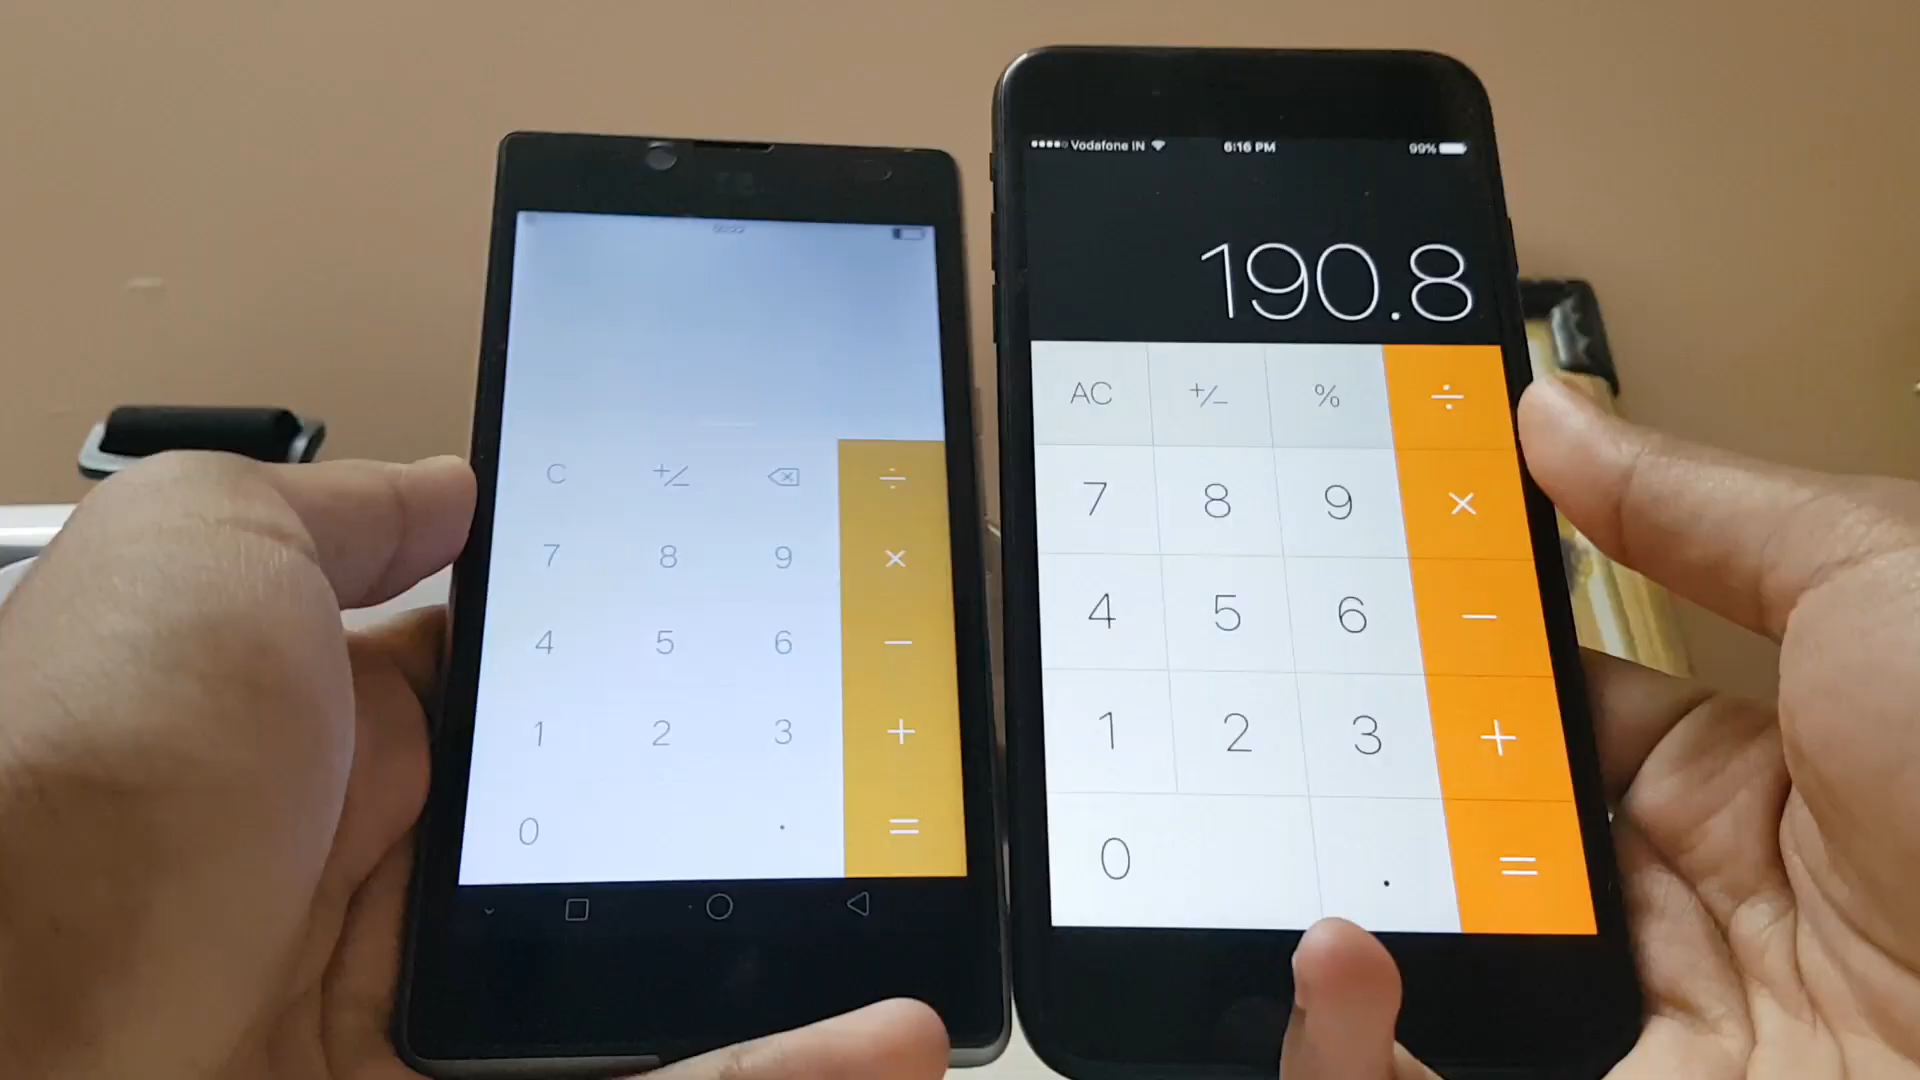 Vodafone IN 6:16 PM 99%
190.8
AC +/− % ÷
7 8 9 ×
4 5 6 −
1 2 3 +
0 . =
C +/− ÷
7 8 9 ×
4 5 6 −
1 2 3 +
0 . =